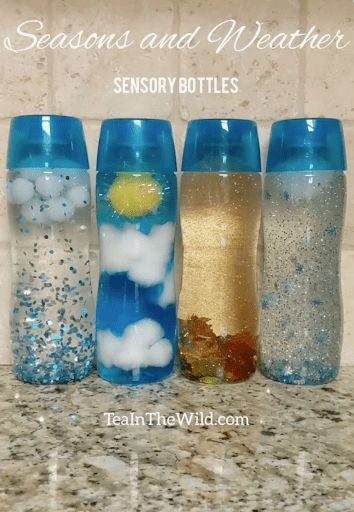 Seasons and Weather
SENSORY BOTTLES
TeaInTheWild.com